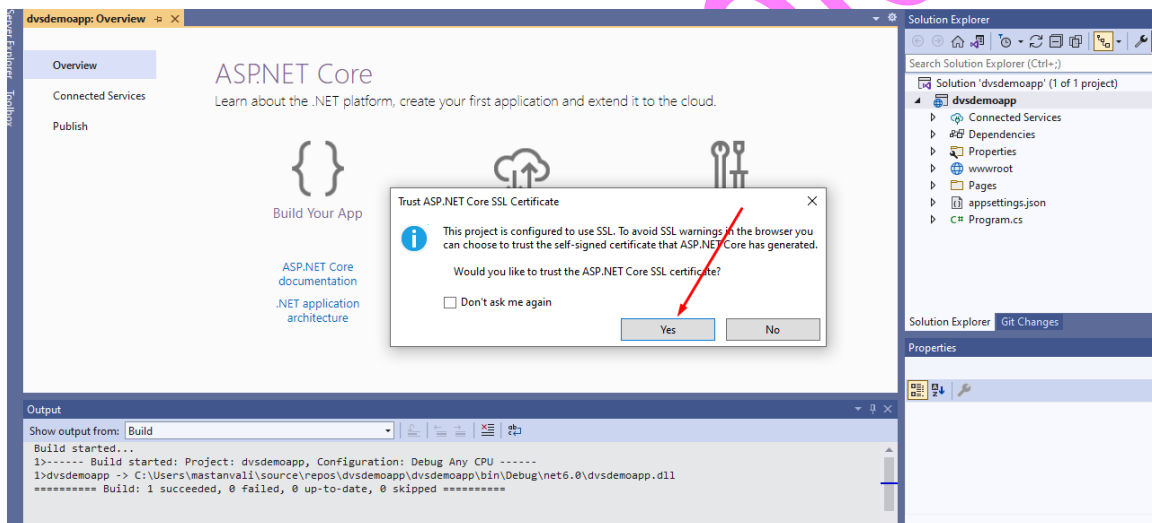 Server Explorer
Toolbox
dvsdemoapp: Overview
Overview
Connected Services
Publish
ASP.NET Core
Learn about the .NET platform, create your first application and extend it to the cloud.
Build Your App
ASP.NET Core
documentation
.NET application
architecture
Trust ASP.NET Core SSL Certificate
This project is configured to use SSL. To avoid SSL warnings in the browser you
can choose to trust the self-signed certificate that ASP.NET Core has generated.
Would you like to trust the ASP.NET Core SSL certificate?
Don't ask me again
Yes
No
Output
Show output from: Build
Build started...
1>------ Build started: Project: dvsdemoapp, Configuration: Debug Any CPU ------
1>dvsdemoapp -> C:\Users\mastanvali\source\repos\dvsdemoapp\dvsdemoapp\bin\Debug\net6.0\dvsdemoapp.dll
========== Build: 1 succeeded, 0 failed, 0 up-to-date, 0 skipped ==========
Solution Explorer
Search Solution Explorer (Ctrl+;)
Solution 'dvsdemoapp' (1 of 1 project)
dvsdemoapp
Connected Services
Dependencies
Properties
wwwroot
Pages
appsettings.json
C# Program.cs
Solution Explorer
Git Changes
Properties